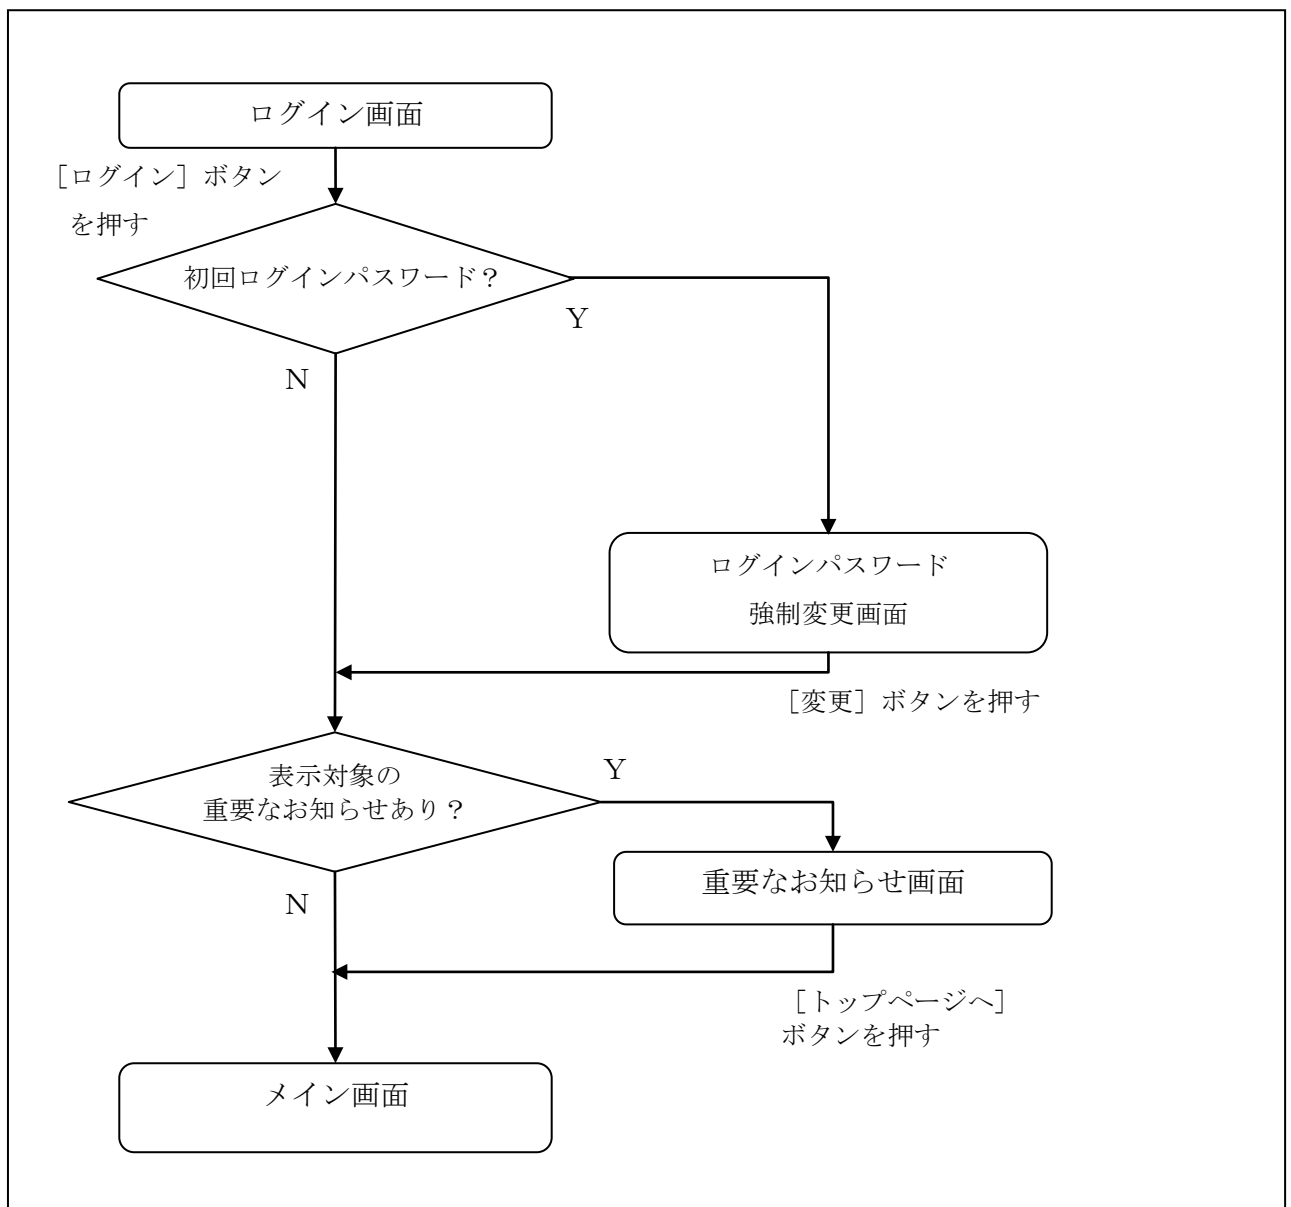 ログイン画面
［ログイン］ボタン
を押す
初回ログインパスワード？
Ｙ
Ｎ
ログインパスワード
強制変更画面
［変更］ボタンを押す
表示対象の
重要なお知らせあり？
Ｙ
重要なお知らせ画面
Ｎ
［トップページへ］
ボタンを押す
メイン画面